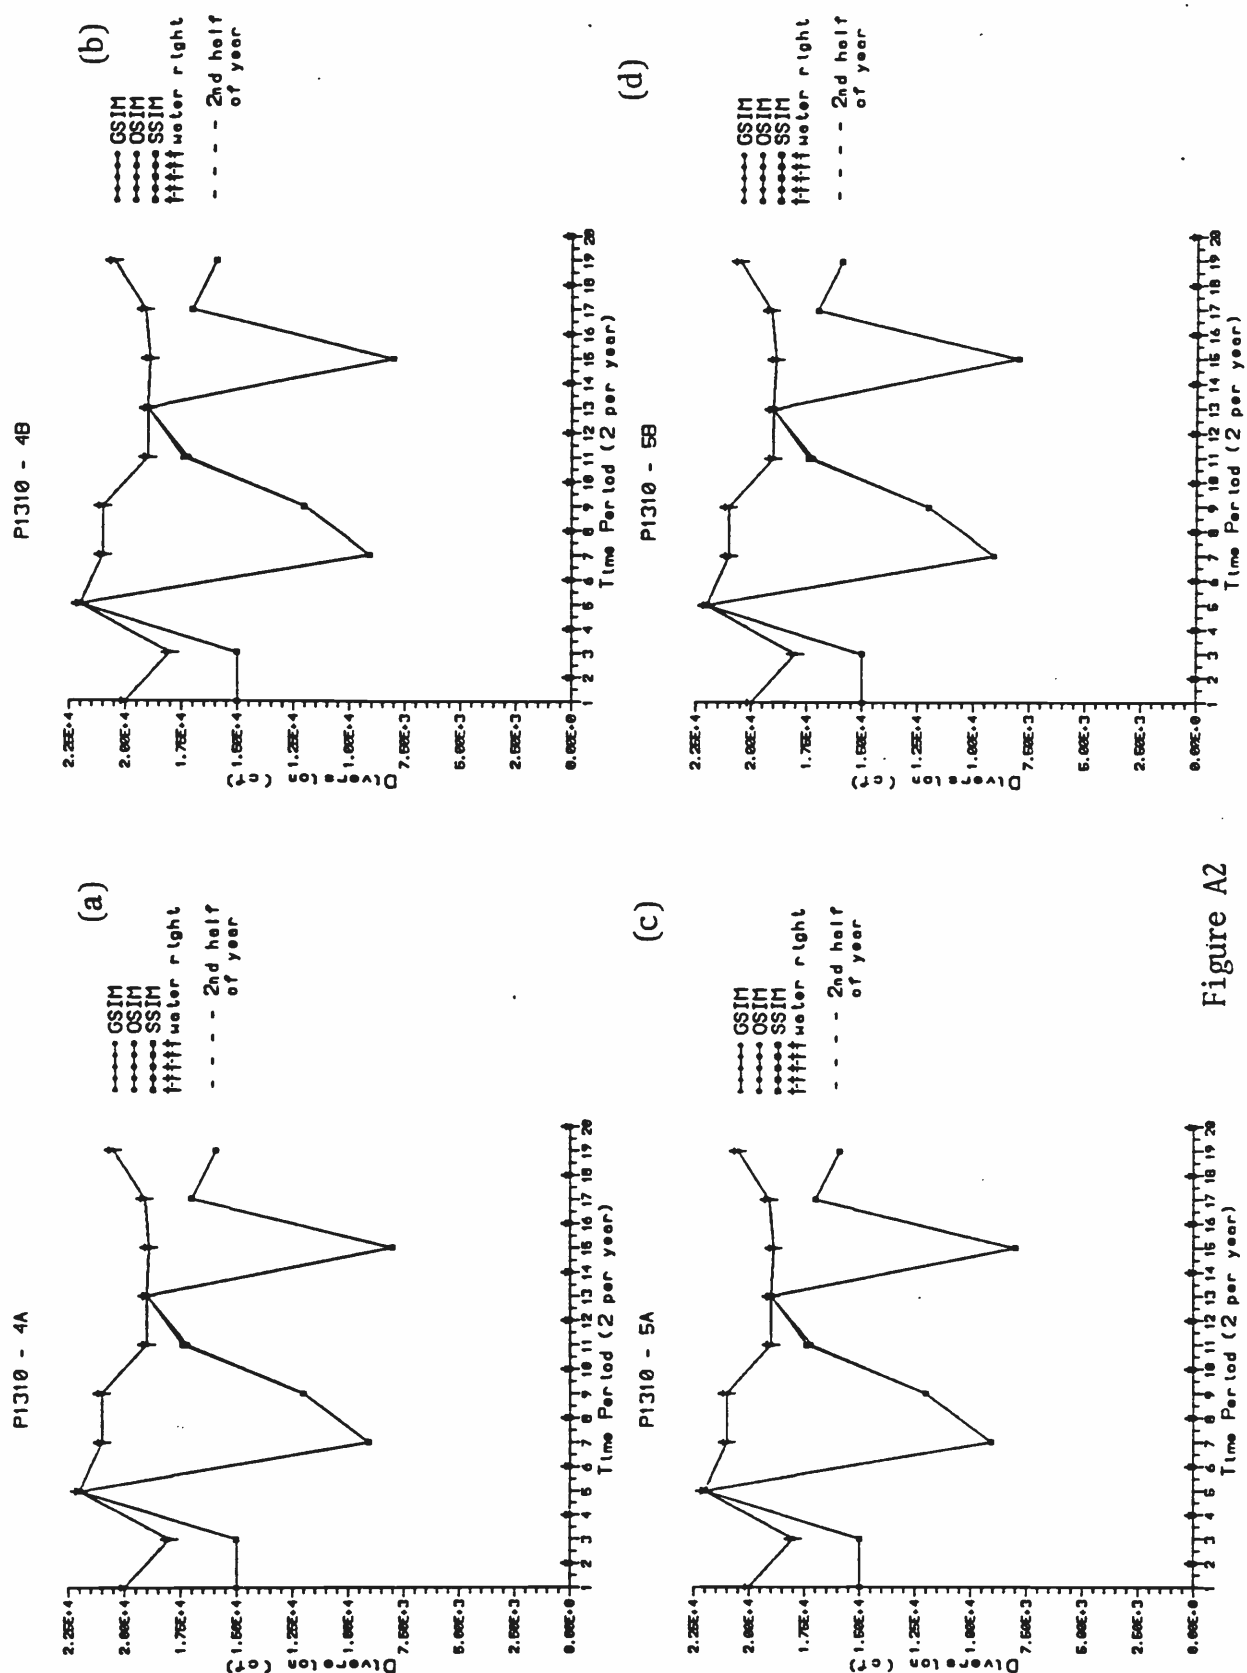 P1310 - 4A
(a)
GSIM
OSIM
SSIM
water right
2nd half
of year
2.25E+4
2.00E+4
1.75E+4
1.50E+4
1.25E+4
1.00E+4
7.50E+3
5.00E+3
2.50E+3
0.00E+0
Diversion (cf)
1 2 3 4 5 6 7 8 9 10 11 12 13 14 15 16 17 18 19 20
Time Period (2 per year)
P1310 - 4B
(b)
GSIM
OSIM
SSIM
water right
2nd half
of year
2.25E+4
2.00E+4
1.75E+4
1.50E+4
1.25E+4
1.00E+4
7.50E+3
5.00E+3
2.50E+3
0.00E+0
Diversion (cf)
1 2 3 4 5 6 7 8 9 10 11 12 13 14 15 16 17 18 19 20
Time Period (2 per year)
P1310 - 5A
(c)
GSIM
OSIM
SSIM
water right
2nd half
of year
2.25E+4
2.00E+4
1.75E+4
1.50E+4
1.25E+4
1.00E+4
7.50E+3
5.00E+3
2.50E+3
0.00E+0
Diversion (cf)
1 2 3 4 5 6 7 8 9 10 11 12 13 14 15 16 17 18 19 20
Time Period (2 per year)
P1310 - 5B
(d)
GSIM
OSIM
SSIM
water right
2nd half
of year
2.25E+4
2.00E+4
1.75E+4
1.50E+4
1.25E+4
1.00E+4
7.50E+3
5.00E+3
2.50E+3
0.00E+0
Diversion (cf)
1 2 3 4 5 6 7 8 9 10 11 12 13 14 15 16 17 18 19 20
Time Period (2 per year)
Figure A2